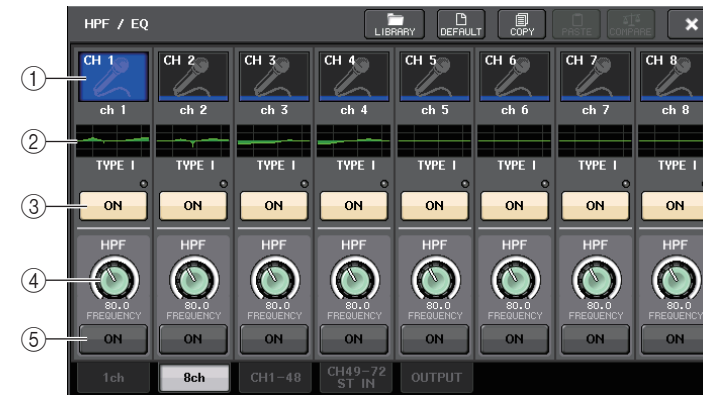 HPF / EQ
LIBRARY DEFAULT COPY PASTE COMPARE
CH 1 CH 2 CH 3 CH 4 CH 5 CH 6 CH 7 CH 8
①
ch 1 ch 2 ch 3 ch 4 ch 5 ch 6 ch 7 ch 8
②
TYPE I TYPE I TYPE I TYPE I TYPE I TYPE I TYPE I TYPE I
③ ON ON ON ON ON ON ON ON
HPF HPF HPF HPF HPF HPF HPF HPF
④
80.0 80.0 80.0 80.0 80.0 80.0 80.0 80.0
FREQUENCY FREQUENCY FREQUENCY FREQUENCY FREQUENCY FREQUENCY FREQUENCY FREQUENCY
⑤ ON ON ON ON ON ON ON ON
1ch 8ch CH1-48 CH49-72 OUTPUT
ST IN